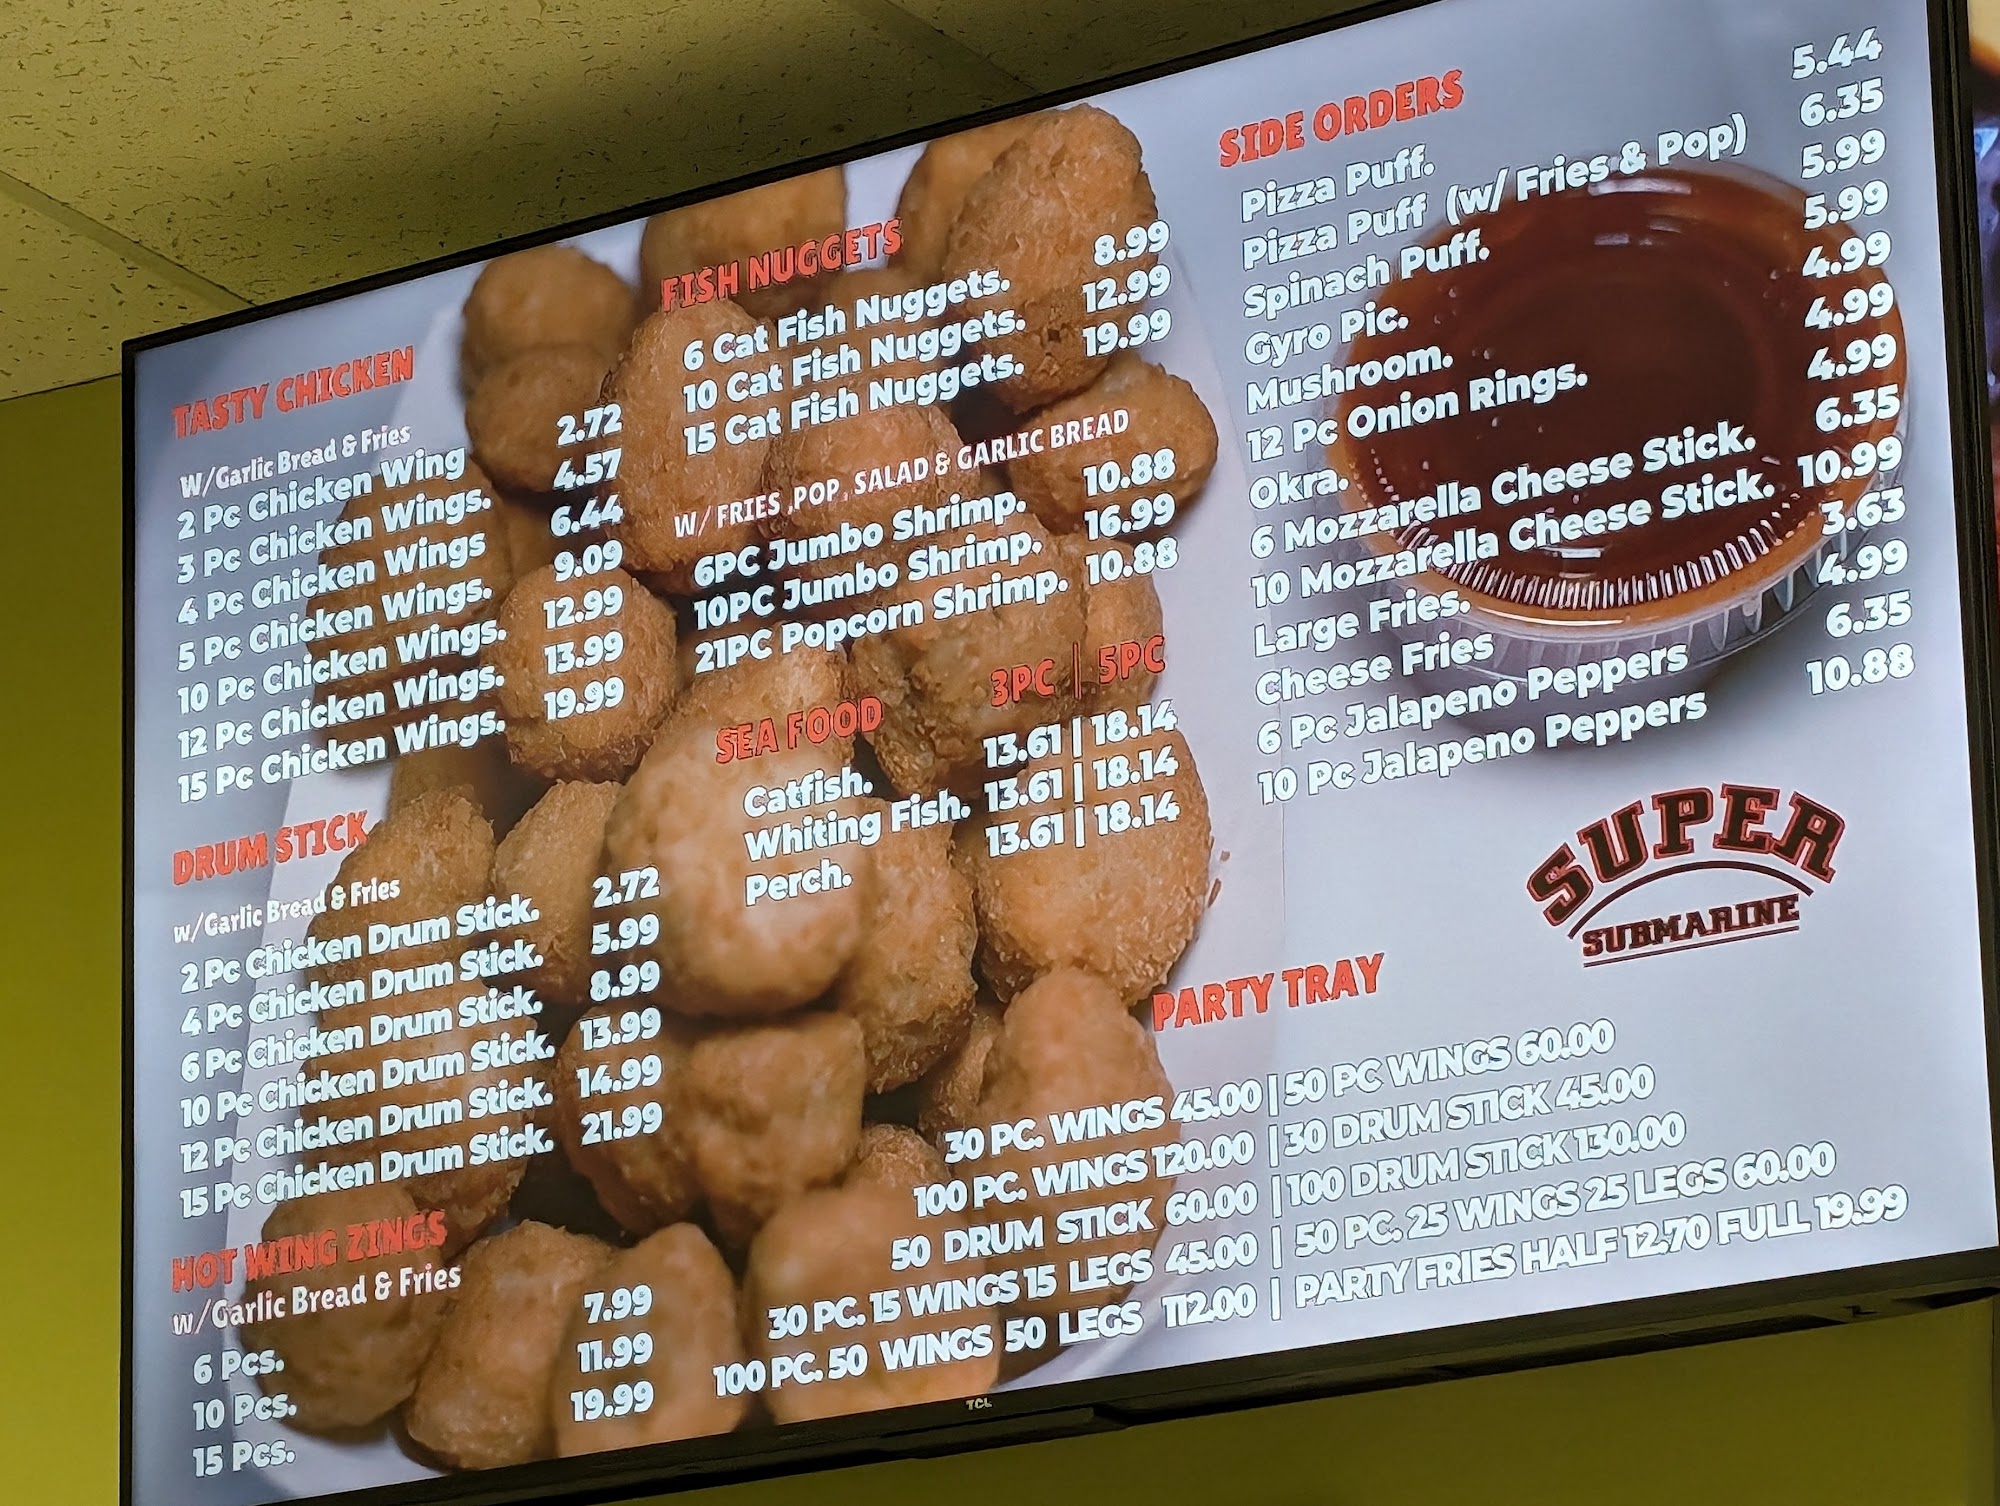 TASTY CHICKEN
W/Garlic Bread & Fries
2 Pc Chicken Wing 2.72
3 Pc Chicken Wings. 4.57
4 Pc Chicken Wings 6.44
5 Pc Chicken Wings. 9.09
10 Pc Chicken Wings. 12.99
12 Pc Chicken Wings. 13.99
15 Pc Chicken Wings. 19.99
DRUM STICK
w/Garlic Bread & Fries
2 Pc Chicken Drum Stick. 2.72
4 Pc Chicken Drum Stick. 5.99
6 Pc Chicken Drum Stick. 8.99
10 Pc Chicken Drum Stick. 13.99
12 Pc Chicken Drum Stick. 14.99
15 Pc Chicken Drum Stick. 21.99
HOT WING ZINGS
w/Garlic Bread & Fries
6 Pcs. 7.99
10 Pcs. 11.99
15 Pcs. 19.99
FISH NUGGETS
6 Cat Fish Nuggets. 8.99
10 Cat Fish Nuggets. 12.99
15 Cat Fish Nuggets. 19.99
W/ FRIES ,POP, SALAD & GARLIC BREAD
6PC Jumbo Shrimp. 10.88
10PC Jumbo Shrimp. 16.99
21PC Popcorn Shrimp. 10.88
SEA FOOD 3PC | 5PC
Catfish. 13.61 | 18.14
Whiting Fish. 13.61 | 18.14
Perch. 13.61 | 18.14
SIDE ORDERS
Pizza Puff. 5.44
Pizza Puff (w/ Fries & Pop) 6.35
Spinach Puff. 5.99
Gyro Pic. 5.99
Mushroom. 4.99
12 Pc Onion Rings. 4.99
Okra. 4.99
6 Mozzarella Cheese Stick. 6.35
10 Mozzarella Cheese Stick. 10.99
Large Fries. 3.63
Cheese Fries 4.99
6 Pc Jalapeno Peppers 6.35
10 Pc Jalapeno Peppers 10.88
SUPER
SUBMARINE
PARTY TRAY
30 PC. WINGS 45.00 | 50 PC WINGS 60.00
100 PC. WINGS 120.00 | 30 DRUM STICK 45.00
50 DRUM STICK 60.00 | 100 DRUM STICK 130.00
30 PC. 15 WINGS 15 LEGS 45.00 | 50 PC. 25 WINGS 25 LEGS 60.00
100 PC. 50 WINGS 50 LEGS 112.00 | PARTY FRIES HALF 12.70 FULL 19.99
TCL